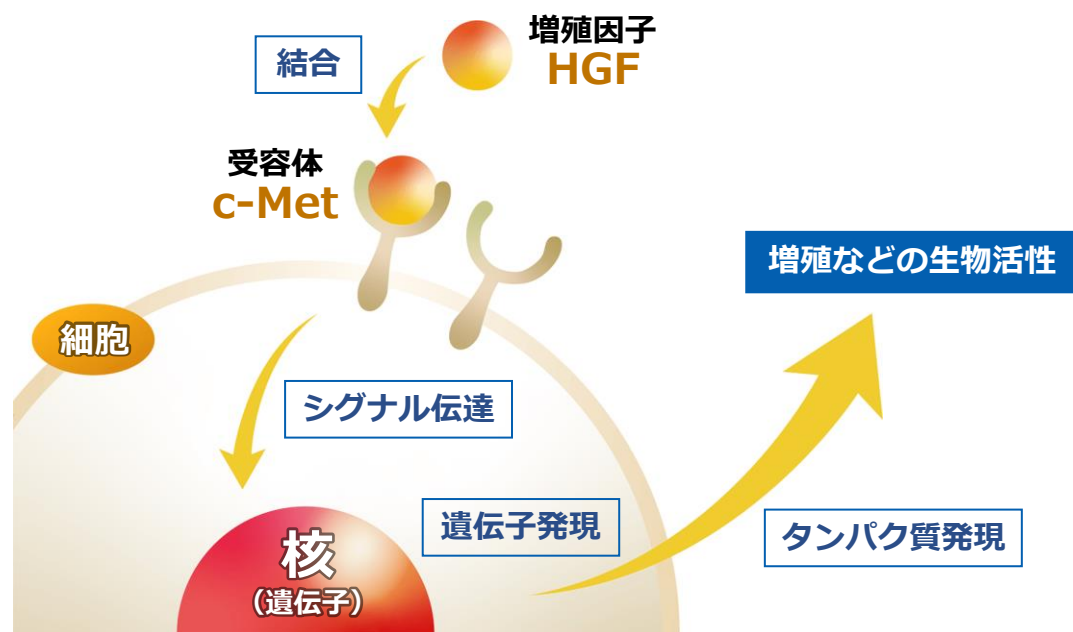 増殖因子
HGF
結合
受容体
c-Met
増殖などの生物活性
細胞
シグナル伝達
遺伝子発現
タンパク質発現
核
（遺伝子）